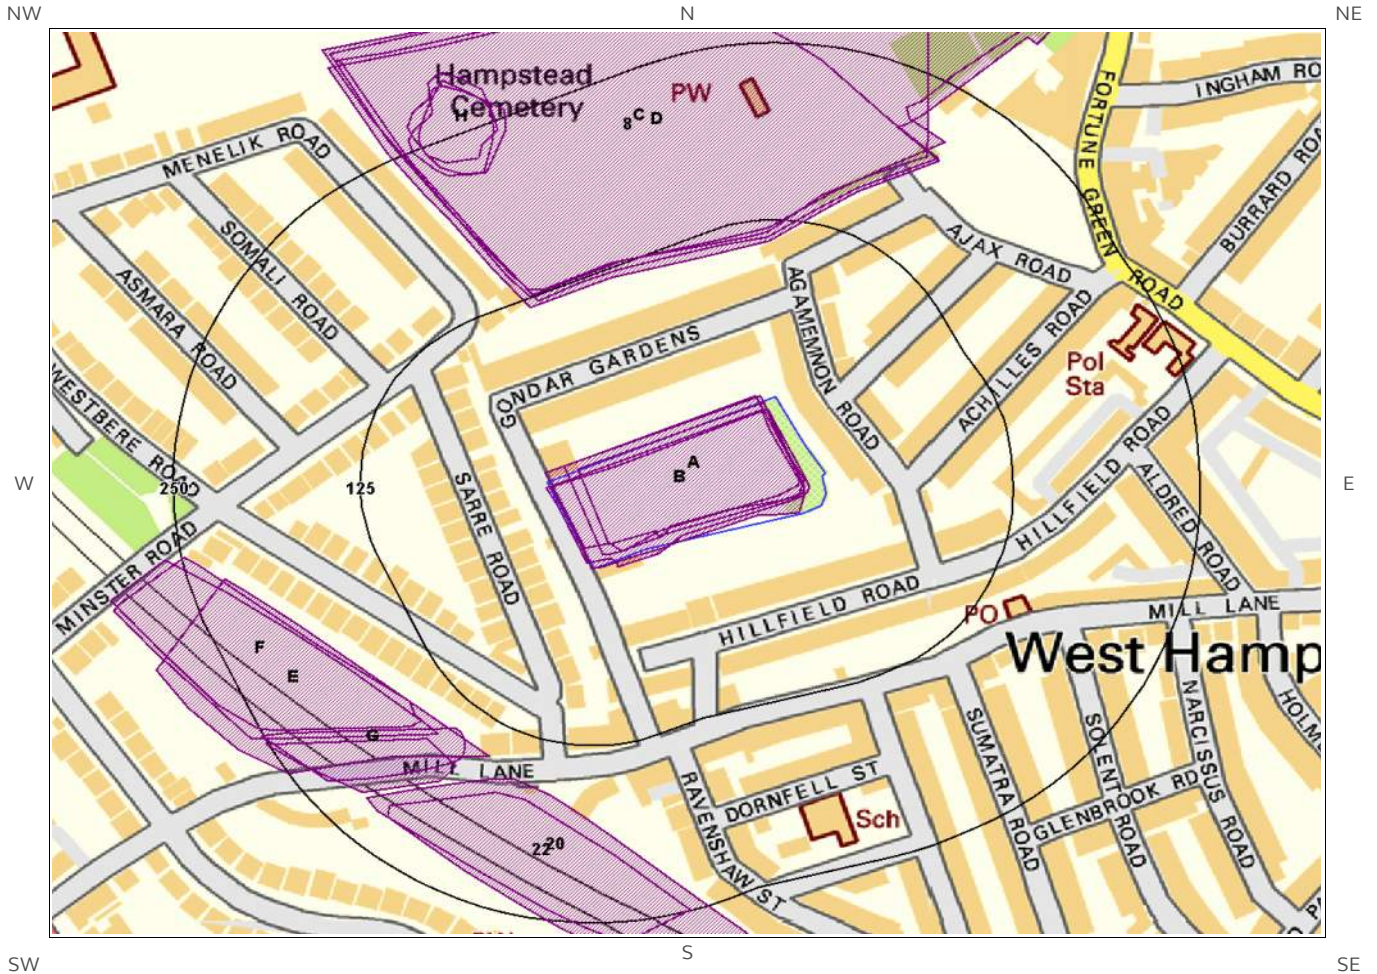 NW
N
NE
Hampstead
Cemetery
H
8
C
D
PW
FORTUNE GREEN ROAD
INGHAM RO
MENELIK ROAD
BURRARD ROA
SOMALI ROAD
AJAX ROAD
ASMARA ROAD
AGAMEMNON ROAD
ACHILLES ROAD
Pol
Sta
GONDAR GARDENS
WESTBERE ROAD
HILLFIELD ROAD
W
250
125
SARRE ROAD
A
B
ALDRED ROAD
E
MINSTER ROAD
HILLFIELD ROAD
PO
MILL LANE
West Hamp
F
E
G
MILL LANE
NARCISSUS ROAD
HOLM
SUMATRA ROAD
SOLENT ROAD
RAVENSHAW ST
DORNFELL ST
GLENBROOK RD
Sch
22
20
SW
S
SE